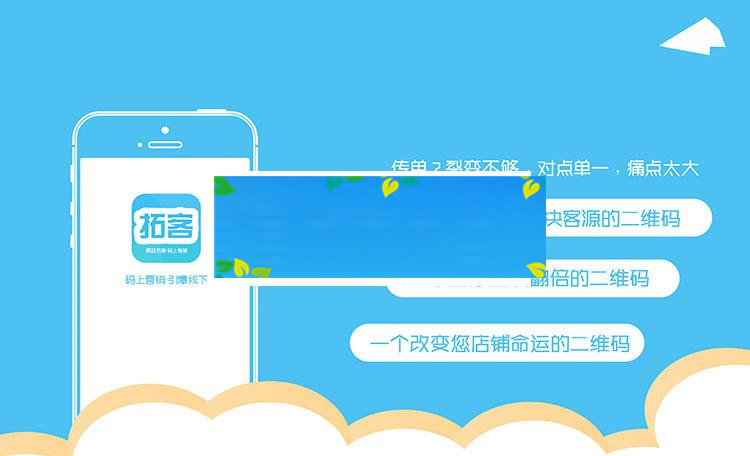 传单？裂变不够，对点单一，痛点太大
决客源的二维码
翻倍的二维码
一个改变您店铺命运的二维码
拓客
码上营销·引爆线下